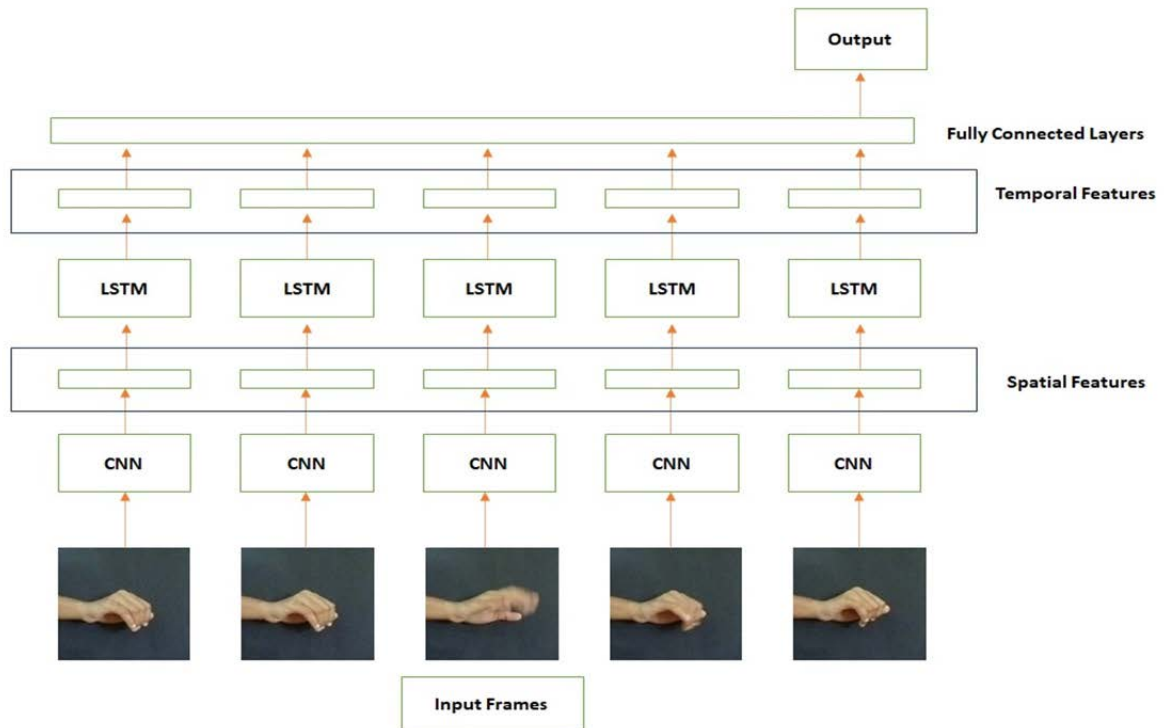 Output
Fully Connected Layers
Temporal Features
LSTM LSTM LSTM LSTM LSTM
Spatial Features
CNN CNN CNN CNN CNN
Input Frames